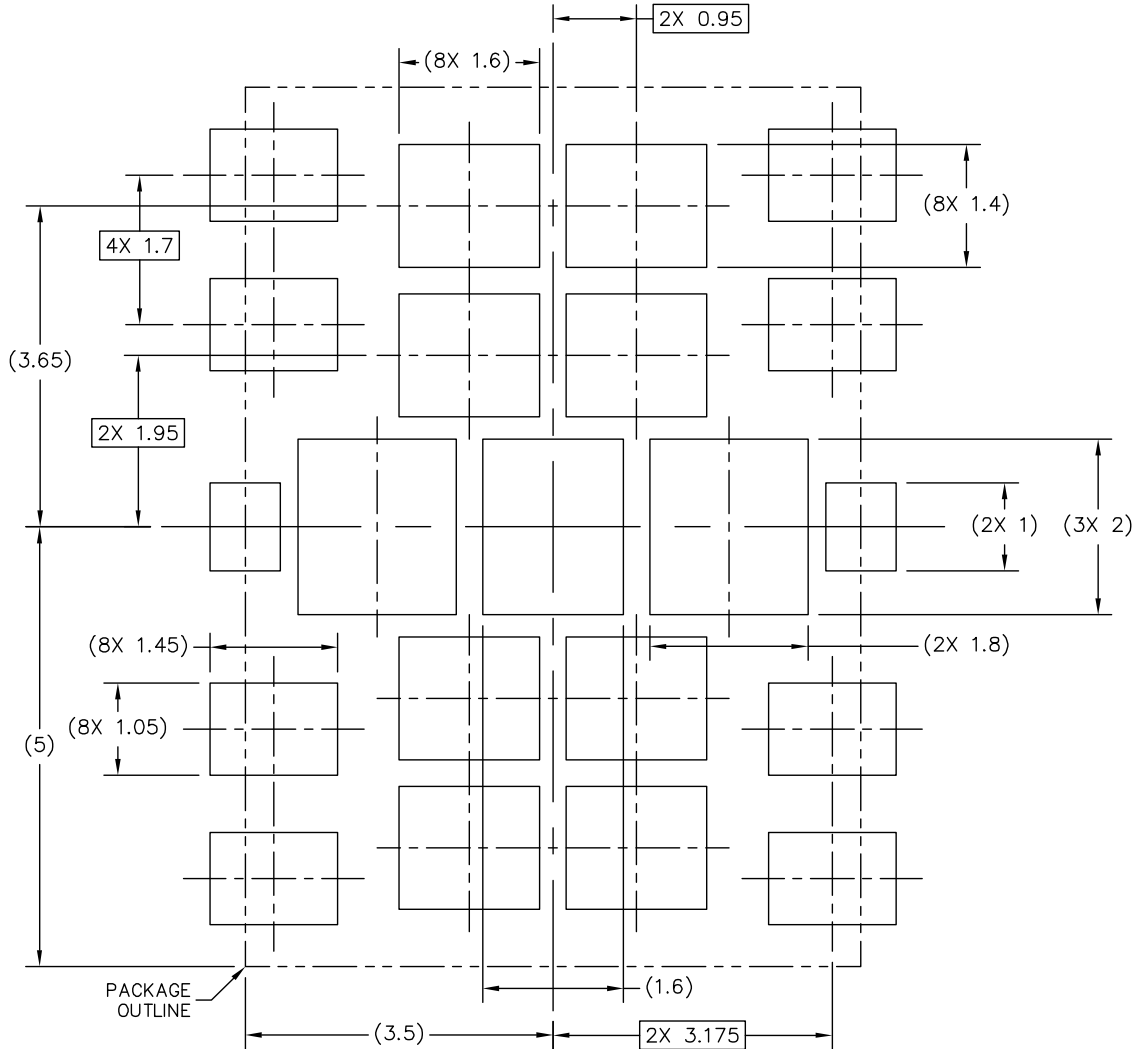 2X 0.95
(8X 1.6)
(8X 1.4)
4X 1.7
(3.65)
2X 1.95
(2X 1)
(3X 2)
(8X 1.45)
(2X 1.8)
(8X 1.05)
(5)
PACKAGE
OUTLINE
(1.6)
(3.5)
2X 3.175